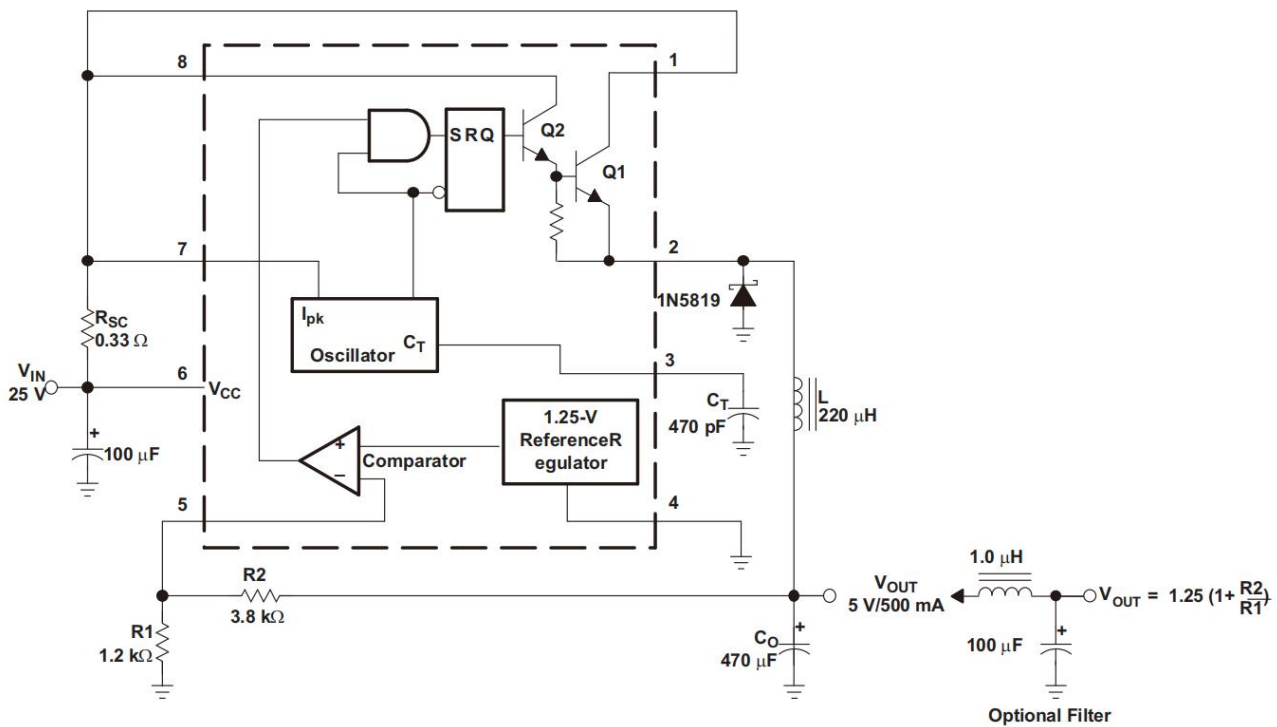 8
1
S R Q
Q2
Q1
7
2
Ipk
Oscillator
CT
1N5819
RSC
0.33 Ω
VIN
25 V
6
VCC
3
CT
470 pF
L
220 μH
+
100 μF
+
−
Comparator
1.25-V
ReferenceR
egulator
5
4
R2
3.8 kΩ
R1
1.2 kΩ
VOUT
5 V/500 mA
1.0 μH
VOUT = 1.25 (1+ R2/R1)
CO
470 μF
+
100 μF
+
Optional Filter